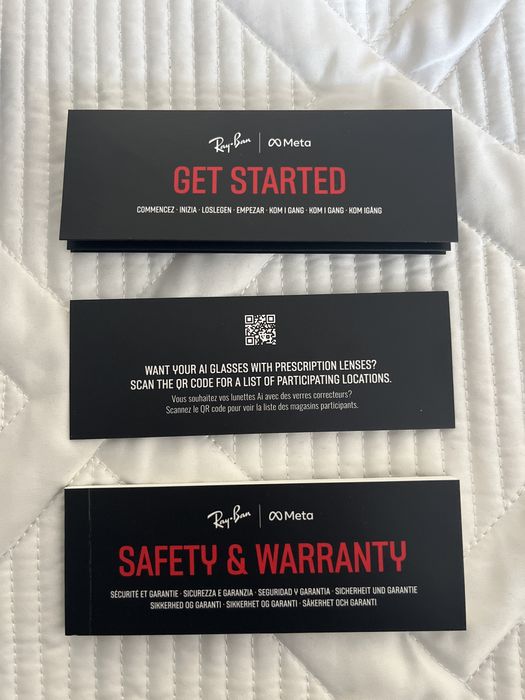 Ray-Ban | Meta
GET STARTED
COMMENCEZ · INIZIA · LOSLEGEN · EMPEZAR · KOM I GANG · KOM I GANG · KOM IGÅNG
WANT YOUR AI GLASSES WITH PRESCRIPTION LENSES?
SCAN THE QR CODE FOR A LIST OF PARTICIPATING LOCATIONS.
Vous souhaitez vos lunettes Ai avec des verres correcteurs?
Scannez le QR code pour voir la liste des magasins participants.
Ray-Ban | Meta
SAFETY & WARRANTY
SÉCURITÉ ET GARANTIE · SICUREZZA E GARANZIA · SEGURIDAD Y GARANTIA · SICHERHEIT UND GARANTIE
SIKKERHED OG GARANTI · SIKKERHET OG GARANTI · SÄKERHET OCH GARANTI